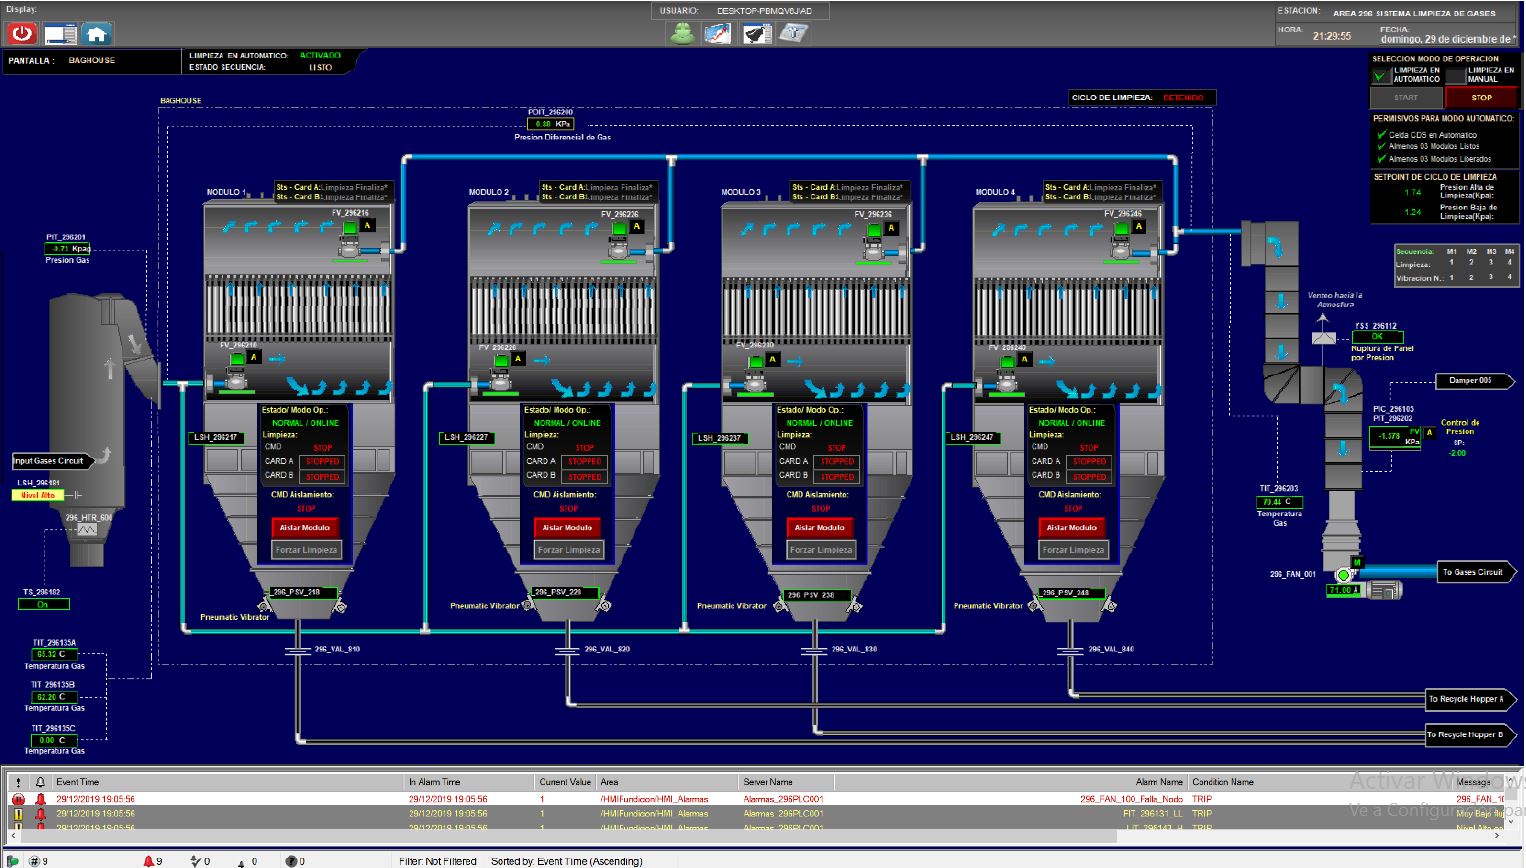 Display:
USUARIO: DESKTOP-PBMQV8J\AD
ESTACION: AREA 296 SISTEMA LIMPIEZA DE GASES
HORA: 21:29:55
FECHA: domingo, 29 de diciembre de *
PANTALLA : BAGHOUSE
LIMPIEZA EN AUTOMATICO: ACTIVADO
ESTADO SECUENCIA: LISTO
SELECCION MODO DE OPERACION
LIMPIEZA EN AUTOMATICO
LIMPIEZA EN MANUAL
START
STOP
PERMISIVOS PARA MODO AUTOMATICO:
Celda CDS en Automatico
Almenos 03 Modulos Listos
Almenos 03 Modulos Liberados
SETPOINT DE CICLO DE LIMPIEZA
1.74 Presion Alta de Limpieza(Kpa):
1.24 Presion Baja de Limpieza(Kpa):
Secuencia: M1 M2 M3 M4
Limpieza: 1 2 3 4
Vibracion N.: 1 2 3 4
BAGHOUSE
CICLO DE LIMPIEZA: DETENIDO
PDIT_296200
KPa
Presion Diferencial de Gas
MODULO 1
Sts - Card A: Limpieza Finaliza*
Sts - Card B: Limpieza Finaliza*
FV_296216
A
MODULO 2
Sts - Card A: Limpieza Finaliza*
Sts - Card B: Limpieza Finaliza*
FV_296226
A
MODULO 3
Sts - Card A: Limpieza Finaliza*
Sts - Card B: Limpieza Finaliza*
FV_296236
A
MODULO 4
Sts - Card A: Limpieza Finaliza*
Sts - Card B: Limpieza Finaliza*
FV_296246
A
PIT_296201
-3.71 Kpag
Presion Gas
FV_296210
A
FV_296220
A
FV_296230
A
FV_296240
A
Venteo hacia la Atmosfera
YSS_296112
OK
Ruptura de Panel por Presion
Damper 005
PIC_296105
PIT_296202
-1.378 KPa
FV
A
Control de Presion
SP:
-2.00
Input Gases Circuit
LSH_296181
Nivel Alto
296_HTR_600
TS_296182
On
LSH_296217
LSH_296227
LSH_296237
LSH_296247
Estado/ Modo Op.:
NORMAL / ONLINE
Limpieza:
CMD STOP
CARD A STOPPED
CARD B STOPPED
CMD Aislamiento:
STOP
Aislar Modulo
Forzar Limpieza
Estado/ Modo Op.:
NORMAL / ONLINE
Limpieza:
CMD STOP
CARD A STOPPED
CARD B STOPPED
CMD Aislamiento:
STOP
Aislar Modulo
Forzar Limpieza
Estado/ Modo Op.:
NORMAL / ONLINE
Limpieza:
CMD STOP
CARD A STOPPED
CARD B STOPPED
CMD Aislamiento:
STOP
Aislar Modulo
Forzar Limpieza
Estado/ Modo Op.:
NORMAL / ONLINE
Limpieza:
CMD STOP
CARD A STOPPED
CARD B STOPPED
CMD Aislamiento:
STOP
Aislar Modulo
Forzar Limpieza
TIT_296203
70.44 C
Temperatura Gas
296_FAN_001
M
71.00 A
To Gases Circuit
296_PSV_218
296_PSV_228
296 PSV 238
296_PSV_248
Pneumatic Vibrator
Pneumatic Vibrator
Pneumatic Vibrator
Pneumatic Vibrator
296_VAL_810
296_VAL_820
296_VAL_830
296_VAL_840
TIT_296135A
65.32 C
Temperatura Gas
TIT 296135B
62.20 C
Temperatura Gas
TIT_296135C
0.00 C
Temperatura Gas
To Recycle Hopper A
To Recycle Hopper B
! Event Time In Alarm Time Current Value Area Server Name Alarm Name Condition Name Message
29/12/2019 19:05:56 29/12/2019 19:05:56 1 /HMIFundicion/HMI_Alarmas Alarmas_296PLC001 296_FAN_100_Falla_Nodo TRIP 296_FAN_10
29/12/2019 19:05:56 29/12/2019 19:05:56 1 /HMIFundicion/HMI_Alarmas Alarmas_296PLC001 FIT_296131_LL TRIP Muy Bajo fluj
29/12/2019 19:05:56 29/12/2019 19:05:56 1 /HMIFundicion/HMI_Alarmas Alarmas_296PLC001 TRIP Nivel Alto
Activar Windows
Ve a Configuración para
9 9 0 0 0 Filter: Not Filtered Sorted by: Event Time (Ascending)